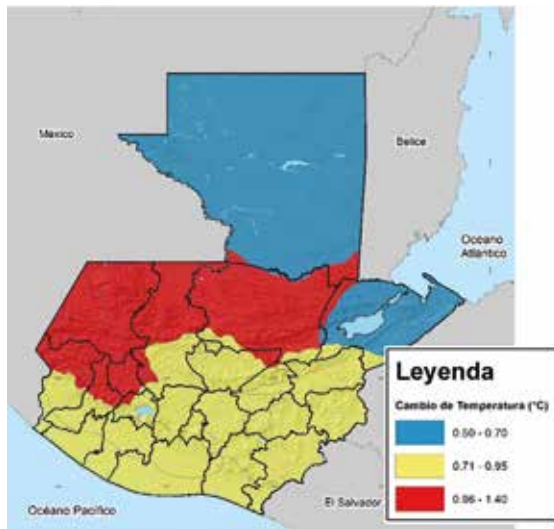 Mexico
Belice
Océano
Atlántico
Leyenda
Cambio de Temperatura (°C)
0.50 - 0.70
0.71 - 0.95
0.96 - 1.40
Océano Pacífico
El Salvador